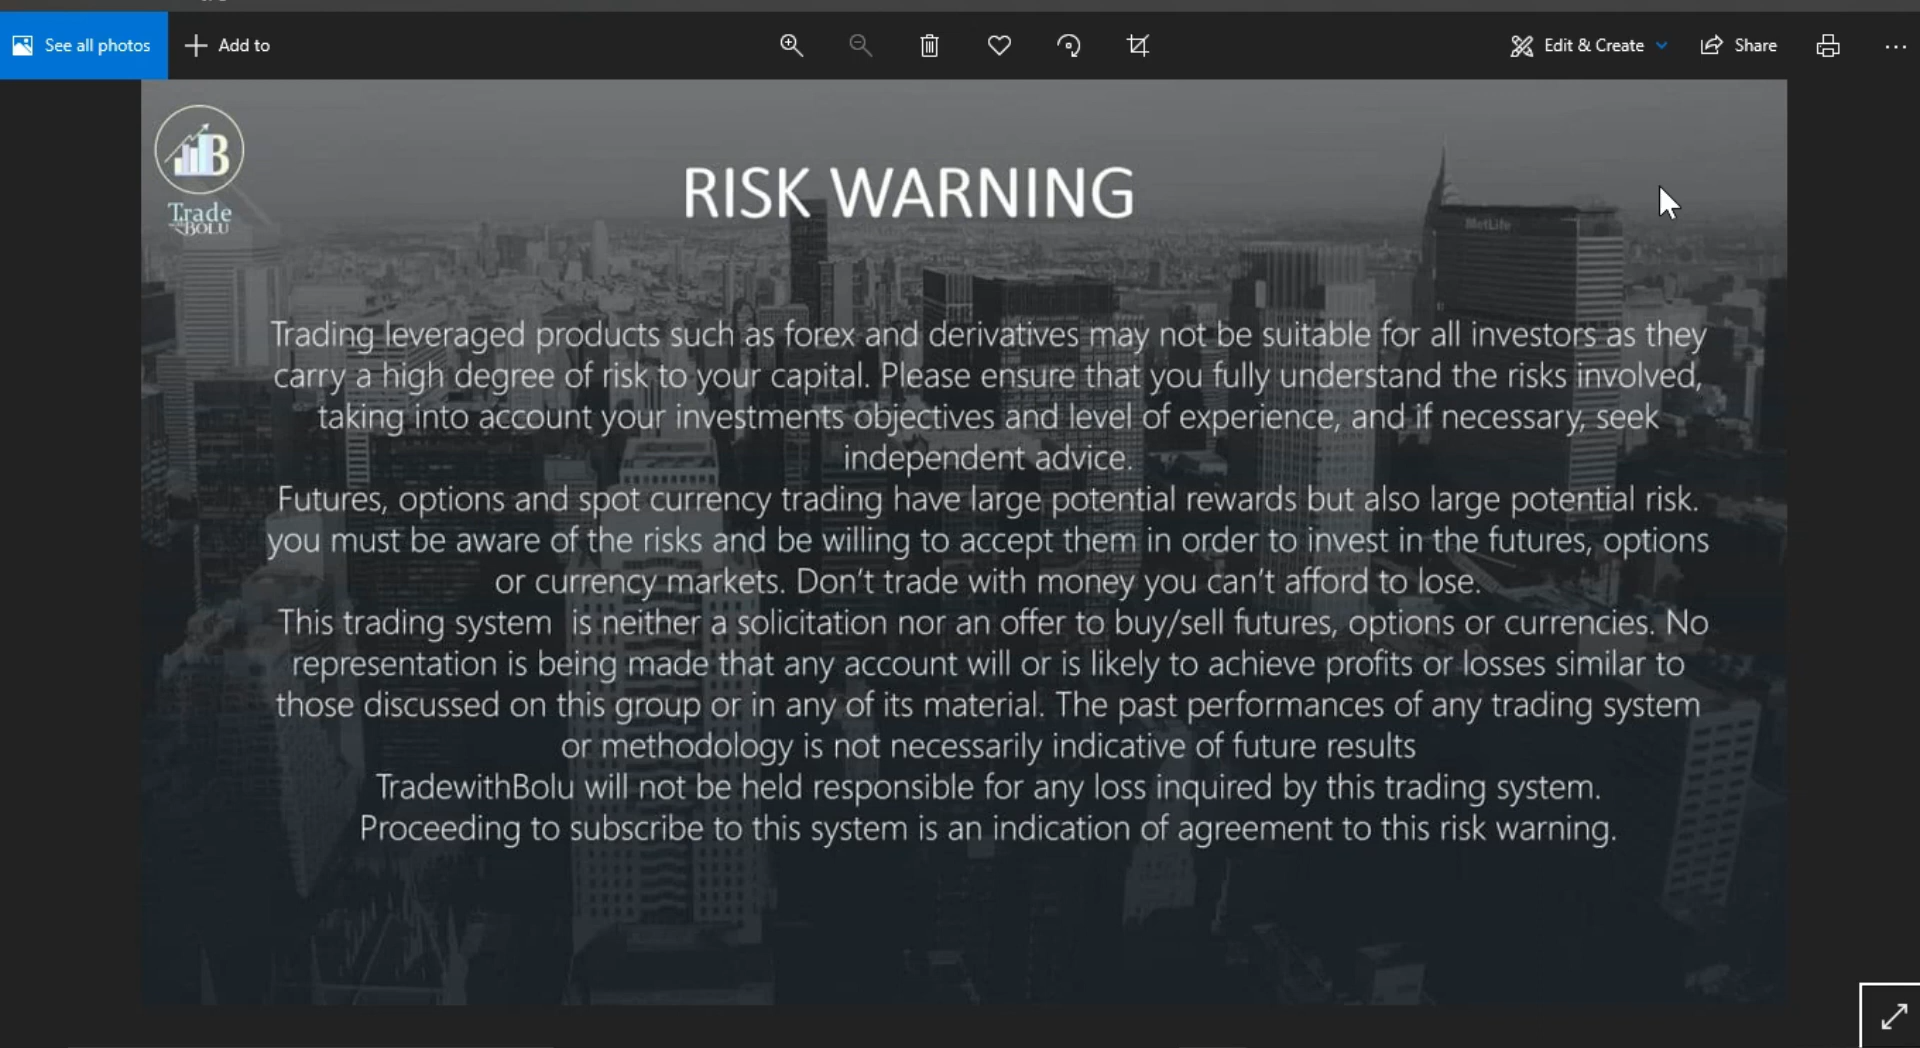 See all photos
Add to
Edit & Create
Share
B
Trade
BOLU
RISK WARNING
MetLife
Trading leveraged products such as forex and derivatives may not be suitable for all investors as they
carry a high degree of risk to your capital. Please ensure that you fully understand the risks involved,
taking into account your investments objectives and level of experience, and if necessary, seek
independent advice.
Futures, options and spot currency trading have large potential rewards but also large potential risk.
you must be aware of the risks and be willing to accept them in order to invest in the futures, options
or currency markets. Don't trade with money you can't afford to lose.
This trading system  is neither a solicitation nor an offer to buy/sell futures, options or currencies. No
representation is being made that any account will or is likely to achieve profits or losses similar to
those discussed on this group or in any of its material. The past performances of any trading system
or methodology is not necessarily indicative of future results
TradewithBolu will not be held responsible for any loss inquired by this trading system.
Proceeding to subscribe to this system is an indication of agreement to this risk warning.